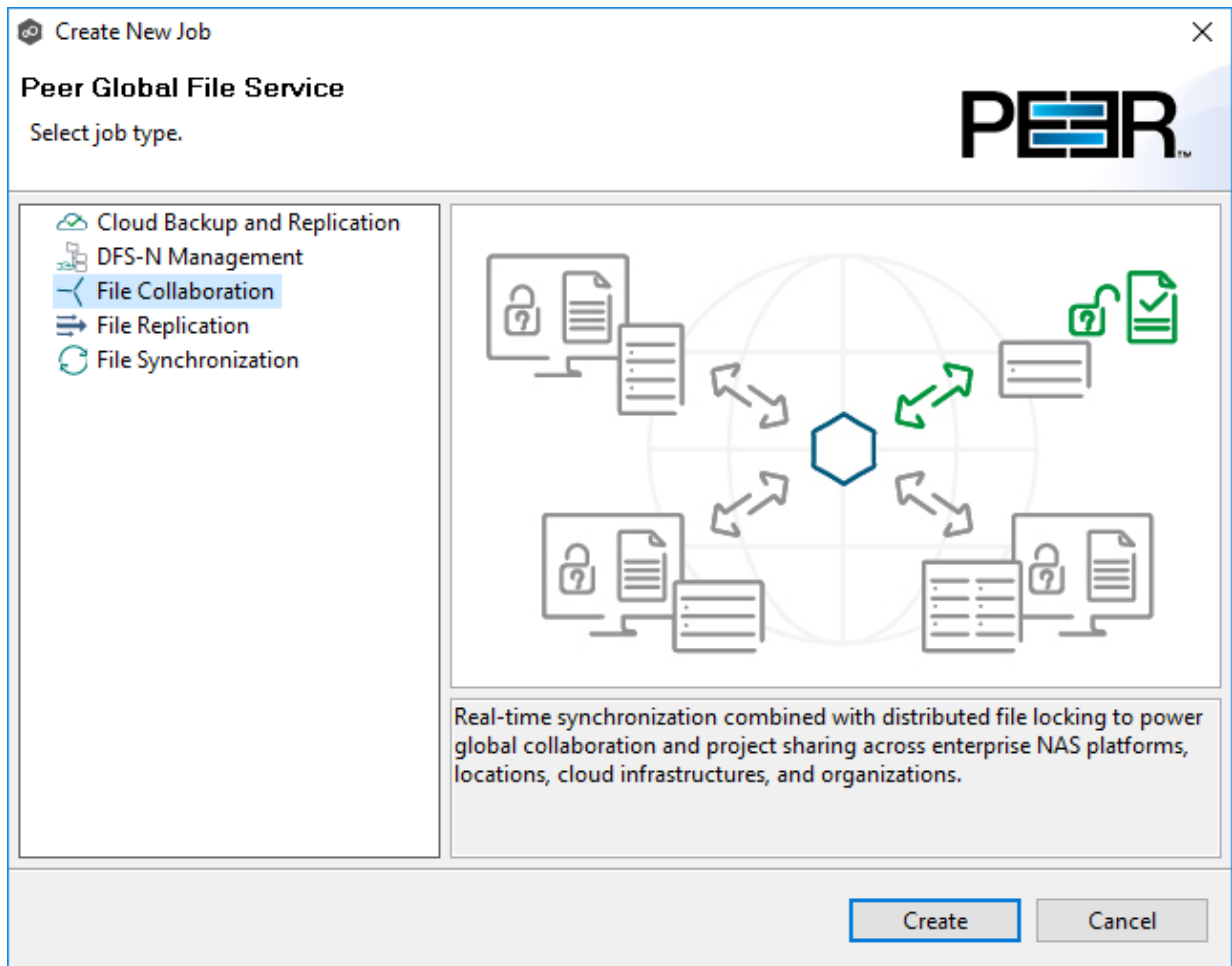 Create New Job
Peer Global File Service
Select job type.
PEER™
Cloud Backup and Replication
DFS-N Management
File Collaboration
File Replication
File Synchronization
?
?
?
?
Real-time synchronization combined with distributed file locking to power
global collaboration and project sharing across enterprise NAS platforms,
locations, cloud infrastructures, and organizations.
Create
Cancel